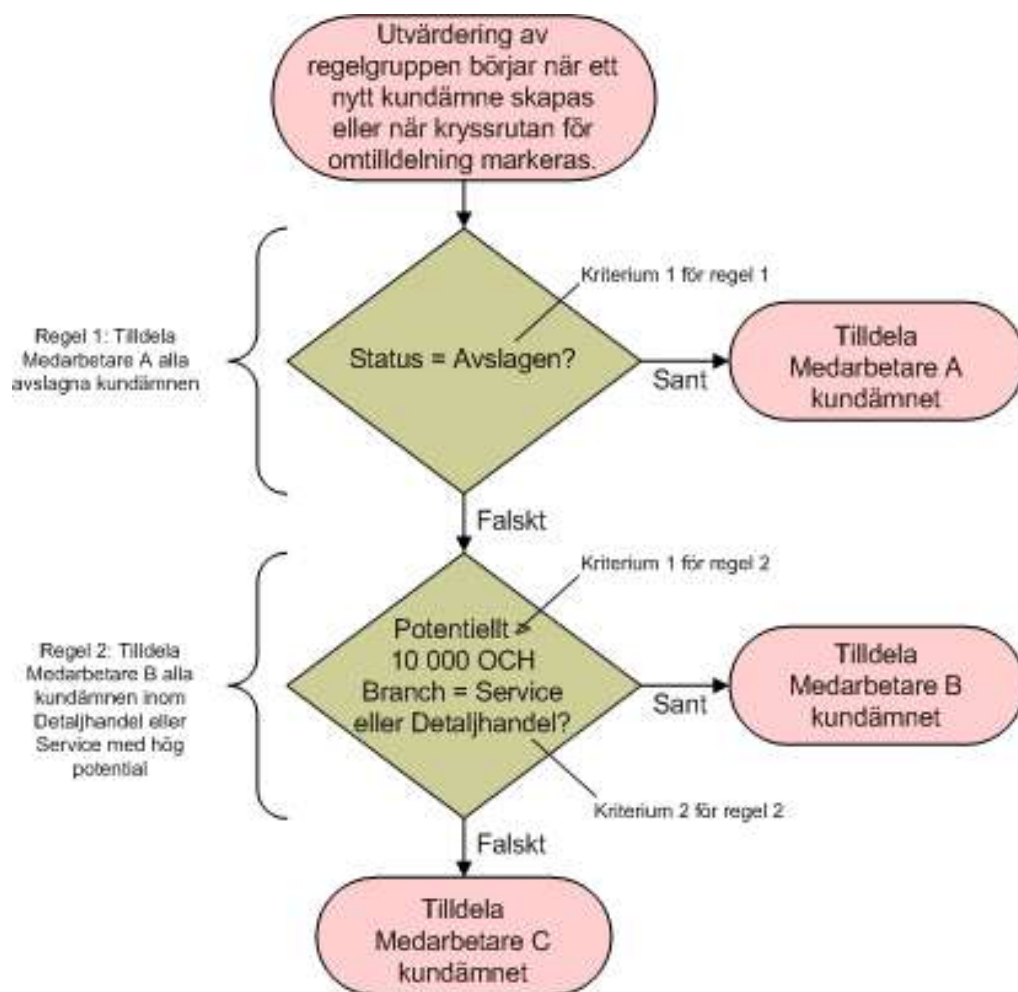 Utvärdering av
regelgruppen börjar när ett
nytt kundämne skapas
eller när kryssrutan för
omtilldelning markeras.
Kriterium 1 för regel 1
Regel 1: Tilldela
Medarbetare A alla
avslagna kundämnen
Status = Avslagen?
Sant
Tilldela
Medarbetare A
kundämnet
Falskt
Kriterium 1 för regel 2
Regel 2: Tilldela
Medarbetare B alla
kundämnen inom
Detaljhandel eller
Service med hög
potential
Potentiellt >
10 000 OCH
Branch = Service
eller Detaljhandel?
Sant
Tilldela
Medarbetare B
kundämnet
Kriterium 2 för regel 2
Falskt
Tilldela
Medarbetare C
kundämnet